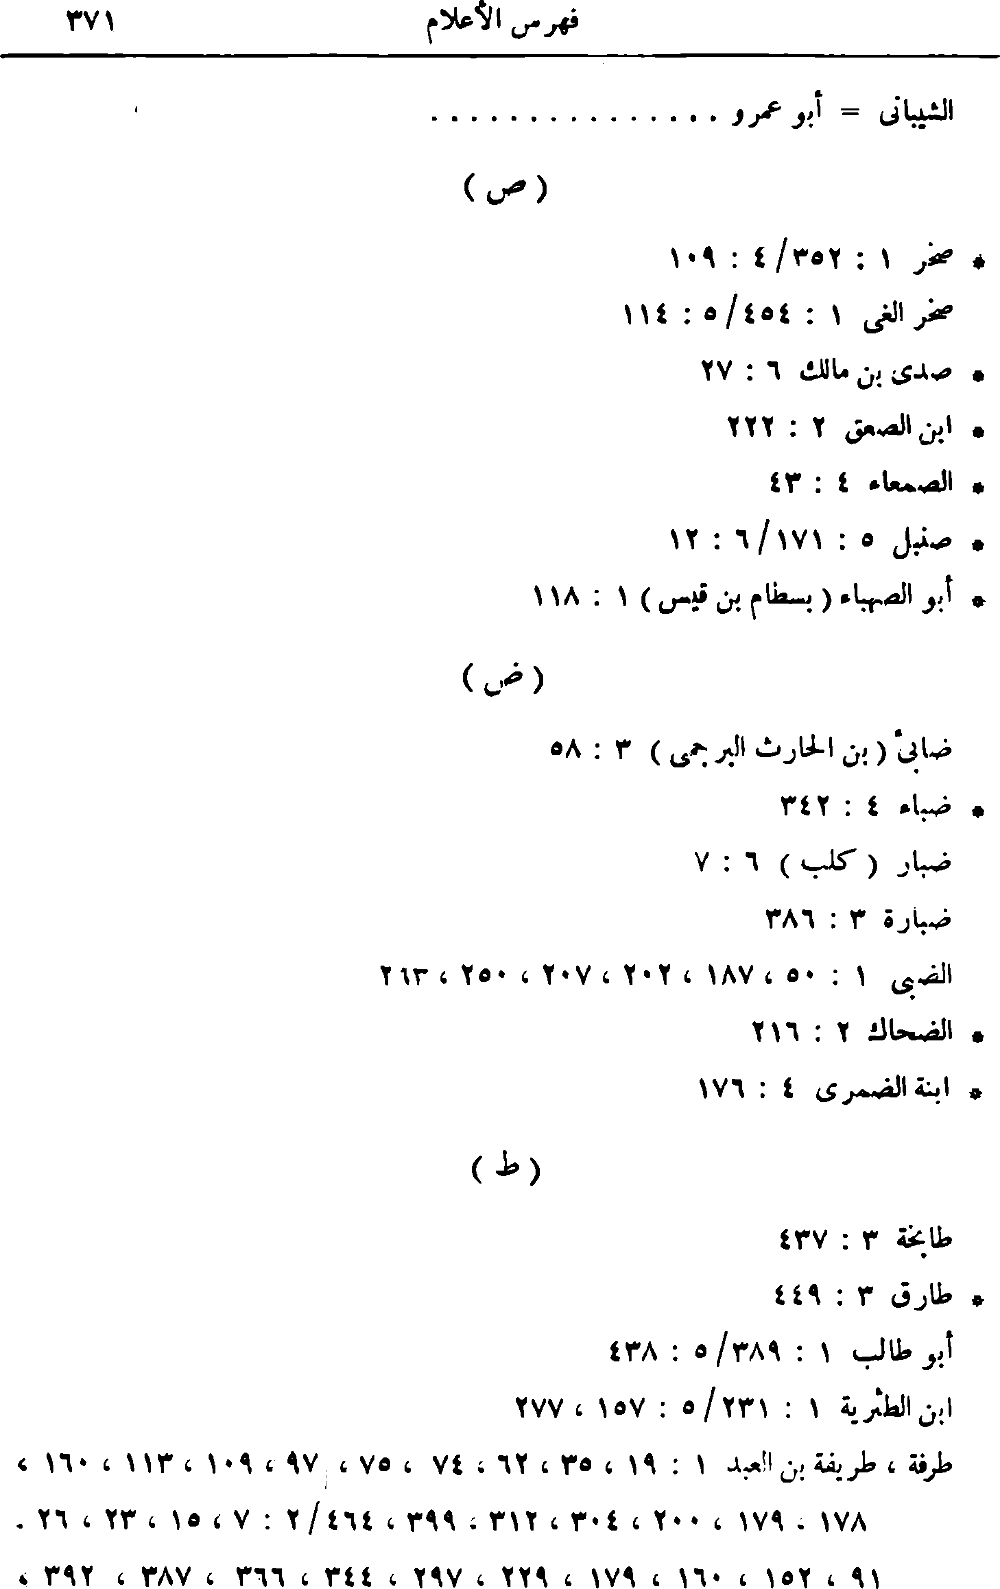 فهرس الأعلام ٣٧١
الشيبانى = أبو عمرو . . . . . . . . . . . . . . .
( ص )
* صخر ١ : ٣٥٢/٤ : ١٠٩
صخر الغى ١ : ٤٥٤/٥ : ١١٤
* صدى بن مالك ٦ : ٢٧
* ابن الصعق ٢ : ٢٢٢
* الصمعاء ٤ : ٤٣
* صنبل ٥ : ١٧١/٦ : ١٢
* أبو الصهباء ( بسطام بن قيس ) ١ : ١١٨
( ض )
ضابئ ( بن الحارث البرجمى ) ٣ : ٥٨
* ضباء ٤ : ٣٤٢
ضبار ( كلب ) ٦ : ٧
ضبارة ٣ : ٣٨٦
الضبى ١ : ٥٠ ، ١٨٧ ، ٢٠٢ ، ٢٠٧ ، ٢٥٠ ، ٢٦٣
* الضحاك ٢ : ٢١٦
* ابنة الضمرى ٤ : ١٧٦
( ط )
طابخة ٣ : ٤٣٧
* طارق ٣ : ٤٤٩
أبو طالب ١ : ٣٨٩/٥ : ٤٣٨
ابن الطثرية ١ : ٢٣١/٥ : ١٥٧ ، ٢٧٧
طرفة ، طريفة بن العبد ١ : ١٩ ، ٣٥ ، ٦٢ ، ٧٤ ، ٧٥ ، ٩٧ ، ١٠٩ ، ١١٣ ، ١٦٠ ،
١٧٨ ، ١٧٩ ، ٢٠٠ ، ٣٠٤ ، ٣١٢ ، ٣٩٩ ، ٤٦٤/٢ : ٧ ، ١٥ ، ٢٣ ، ٢٦ .
٩١ ، ١٥٢ ، ١٦٠ ، ١٧٩ ، ٢٢٩ ، ٢٩٧ ، ٣٤٤ ، ٣٦٦ ، ٣٨٧ ، ٣٩٢ ،